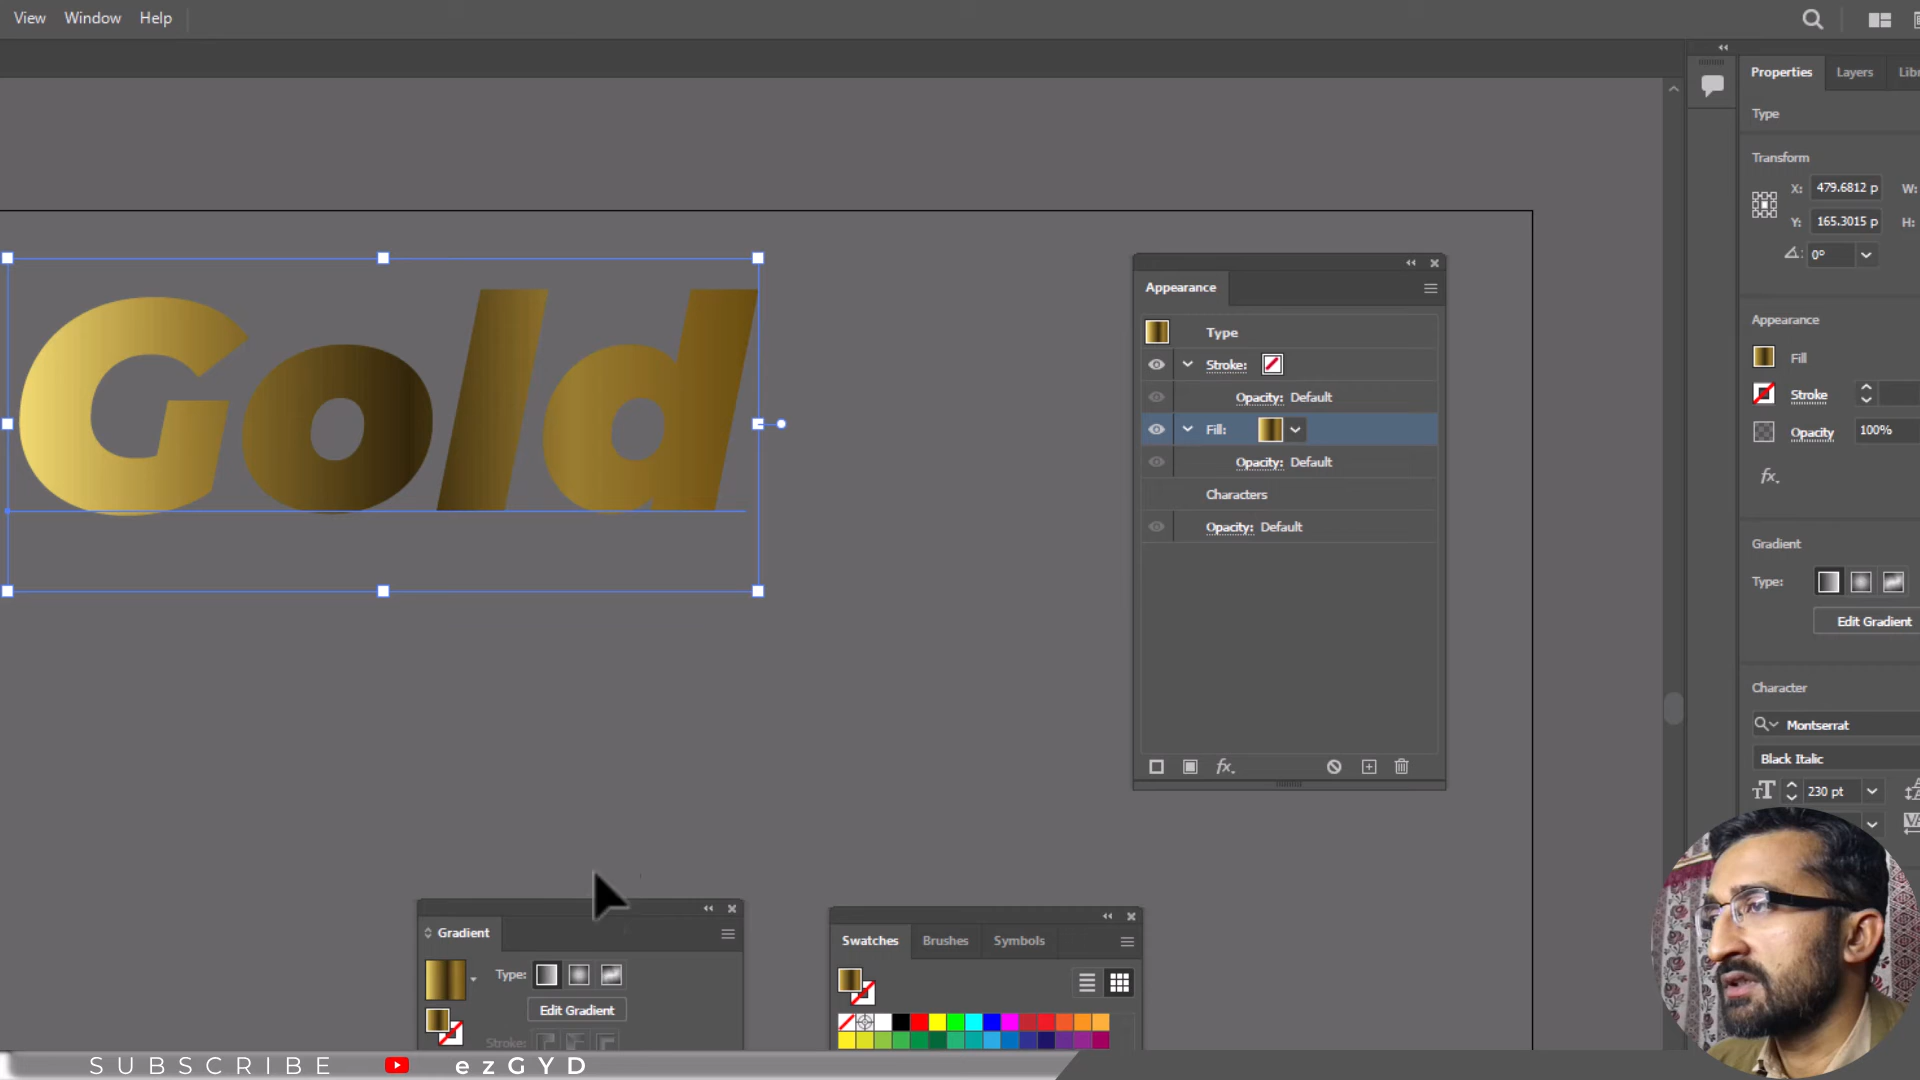 View Window Help
Properties Layers Lib
Type
Transform
X: 479.6812 p W:
Y: 165.3015 p H:
0°
Gold
Appearance
Type
Stroke:
Opacity: Default
Fill:
Opacity: Default
Characters
Opacity: Default
fx.
Appearance
Fill
Stroke
Opacity 100%
fx.
Gradient
Type:
Edit Gradient
Character
Montserrat
Black Italic
230 pt
Gradient
Type:
Edit Gradient
Stroke:
Swatches Brushes Symbols
SUBSCRIBE ezGYD